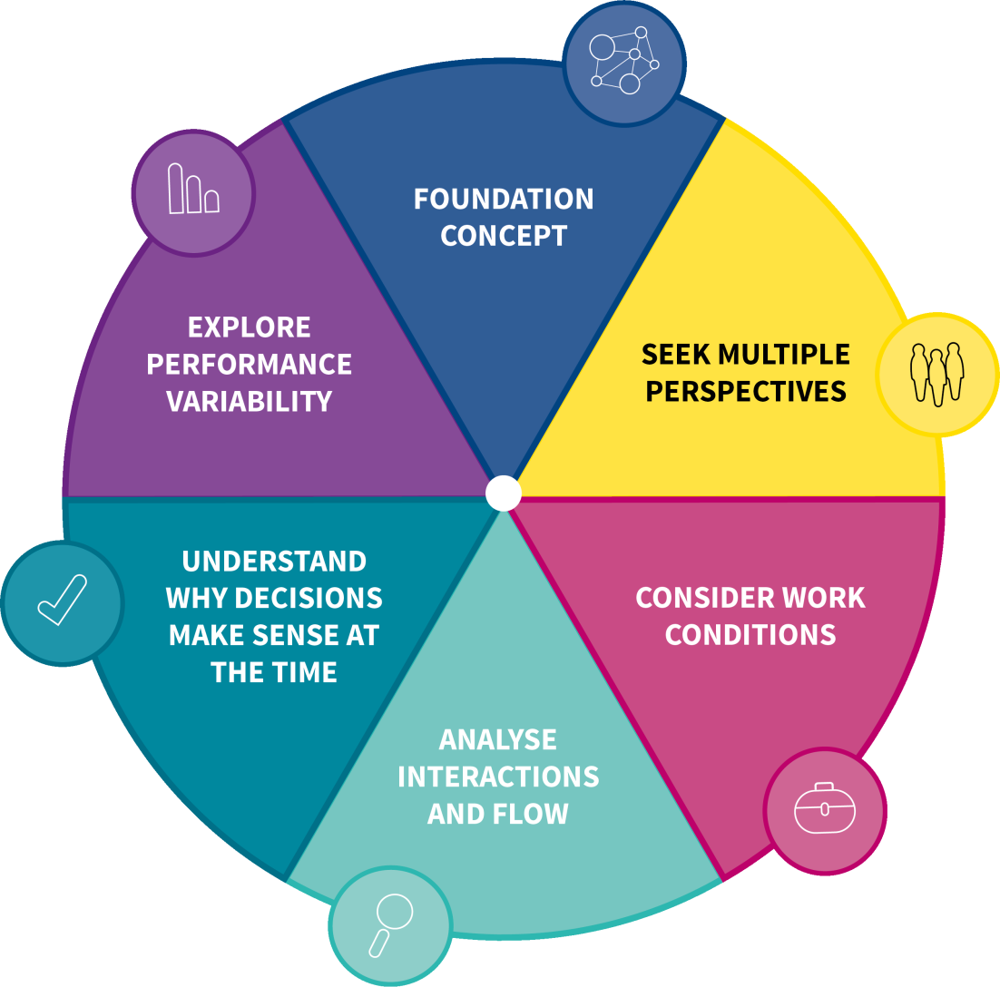 FOUNDATION
CONCEPT
SEEK MULTIPLE
PERSPECTIVES
CONSIDER WORK
CONDITIONS
ANALYSE
INTERACTIONS
AND FLOW
UNDERSTAND
WHY DECISIONS
MAKE SENSE AT
THE TIME
EXPLORE
PERFORMANCE
VARIABILITY